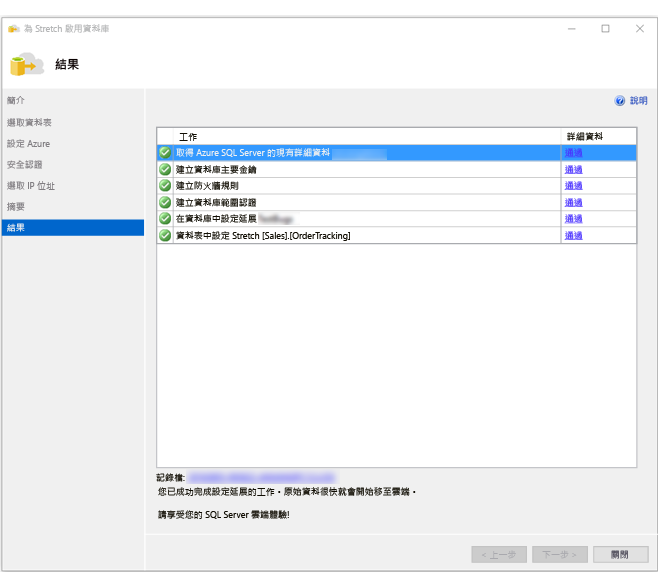 為 Stretch 啟用資料庫
結果
簡介
選取資料表
設定 Azure
安全認證
選取 IP 位址
摘要
結果
說明
工作 詳細資料
取得 Azure SQL Server 的現有詳細資料 通過
建立資料庫主要金鑰 通過
建立防火牆規則 通過
建立資料庫範圍認證 通過
在資料庫中設定延展 通過
資料表中設定 Stretch [Sales].[OrderTracking] 通過
記錄檔:
您已成功完成設定延展的工作。原始資料很快就會開始移至雲端。
請享受您的 SQL Server 雲端體驗!
< 上一步 下一步 > 關閉